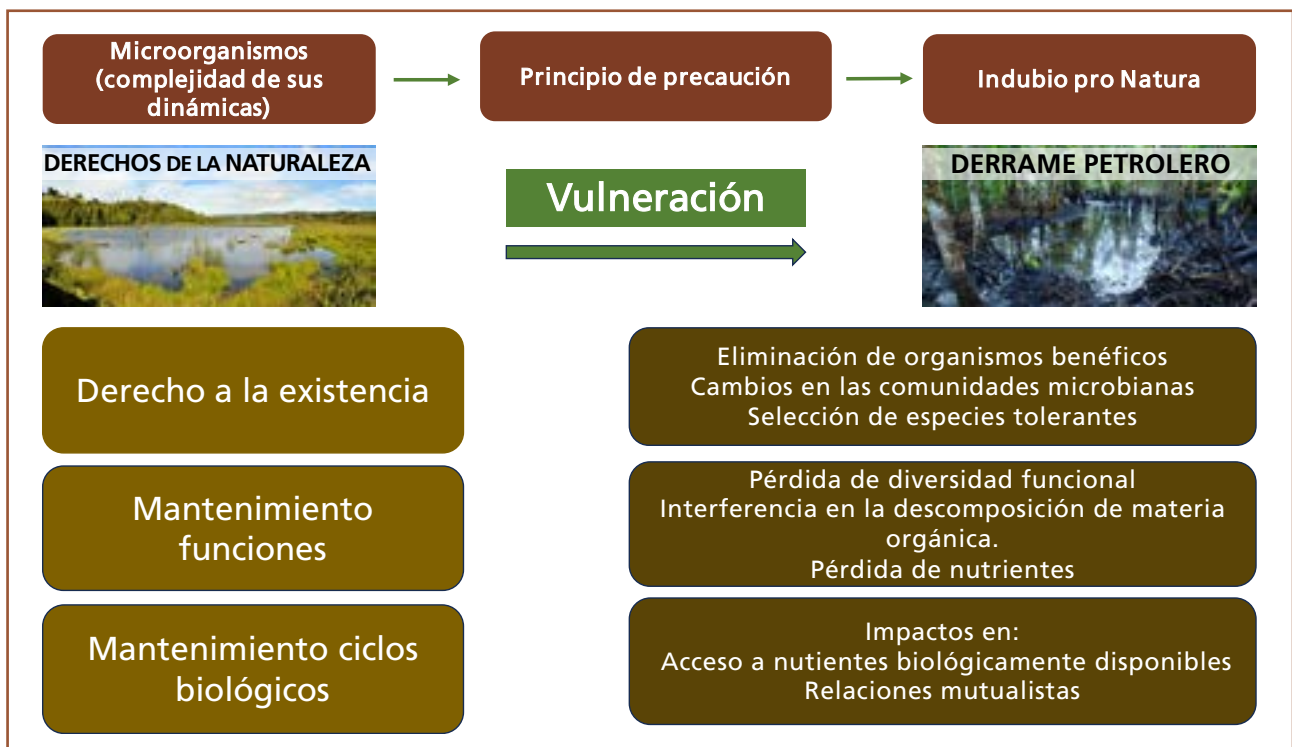 Microorganismos
(complejidad de sus
dinámicas)
Principio de precaución
Indubio pro Natura
DERECHOS DE LA NATURALEZA
Vulneración
DERRAME PETROLERO
Derecho a la existencia
Eliminación de organismos benéficos
Cambios en las comunidades microbianas
Selección de especies tolerantes
Mantenimiento
funciones
Pérdida de diversidad funcional
Interferencia en la descomposición de materia
orgánica.
Pérdida de nutrientes
Mantenimiento ciclos
biológicos
Impactos en:
Acceso a nutientes biológicamente disponibles
Relaciones mutualistas